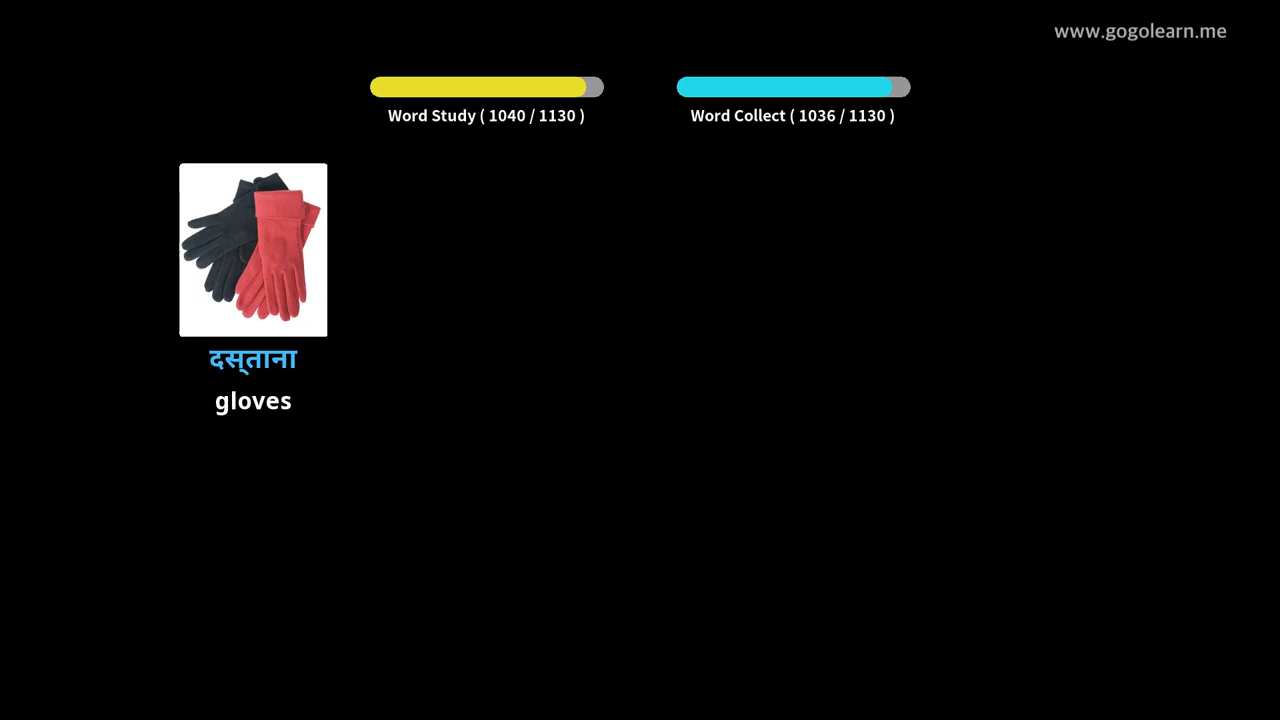 www.gogolearn.me
Word Study ( 1040 / 1130 )
Word Collect ( 1036 / 1130 )
दस्‌ताना
gloves